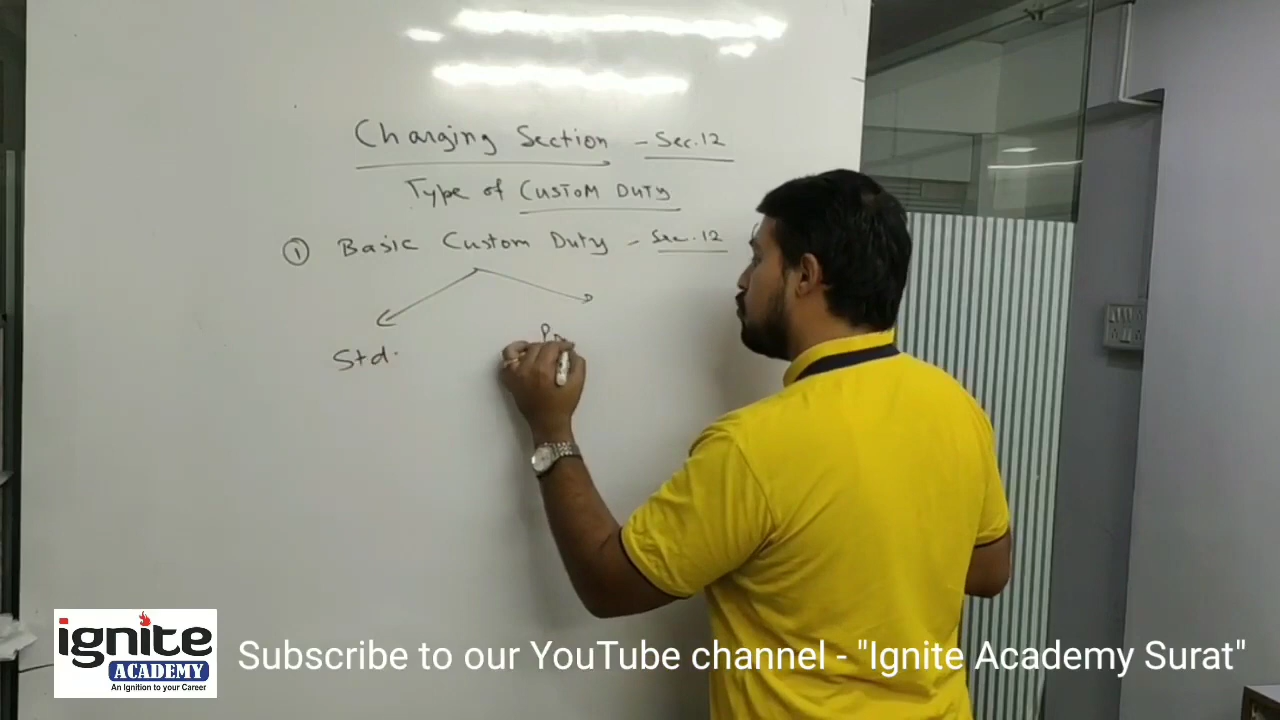 Charging Section - Sec.12
Type of CUSTOM DUTY
① Basic Custom Duty - Sec.12
Std.
ignite
ACADEMY
An Ignition to your Career
Subscribe to our YouTube channel - "Ignite Academy Surat"